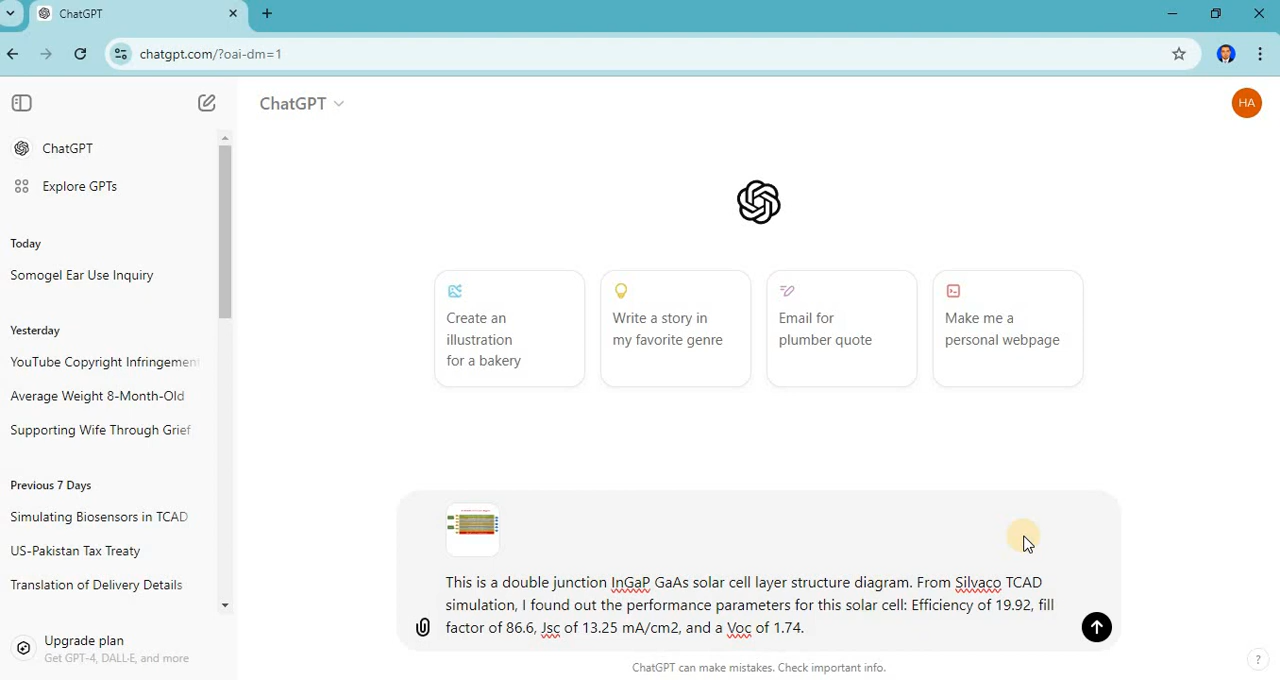 ChatGPT
chatgpt.com/?oai-dm=1
ChatGPT
HA
ChatGPT
Explore GPTs
Today
Somogel Ear Use Inquiry
Yesterday
YouTube Copyright Infringement
Average Weight 8-Month-Old
Supporting Wife Through Grief
Previous 7 Days
Simulating Biosensors in TCAD
US-Pakistan Tax Treaty
Translation of Delivery Details
Upgrade plan
Get GPT-4, DALL·E, and more
Create an
illustration
for a bakery
Write a story in
my favorite genre
Email for
plumber quote
Make me a
personal webpage
This is a double junction InGaP GaAs solar cell layer structure diagram. From Silvaco TCAD
simulation, I found out the performance parameters for this solar cell: Efficiency of 19.92, fill
factor of 86.6, Jsc of 13.25 mA/cm2, and a Voc of 1.74.
ChatGPT can make mistakes. Check important info.
?